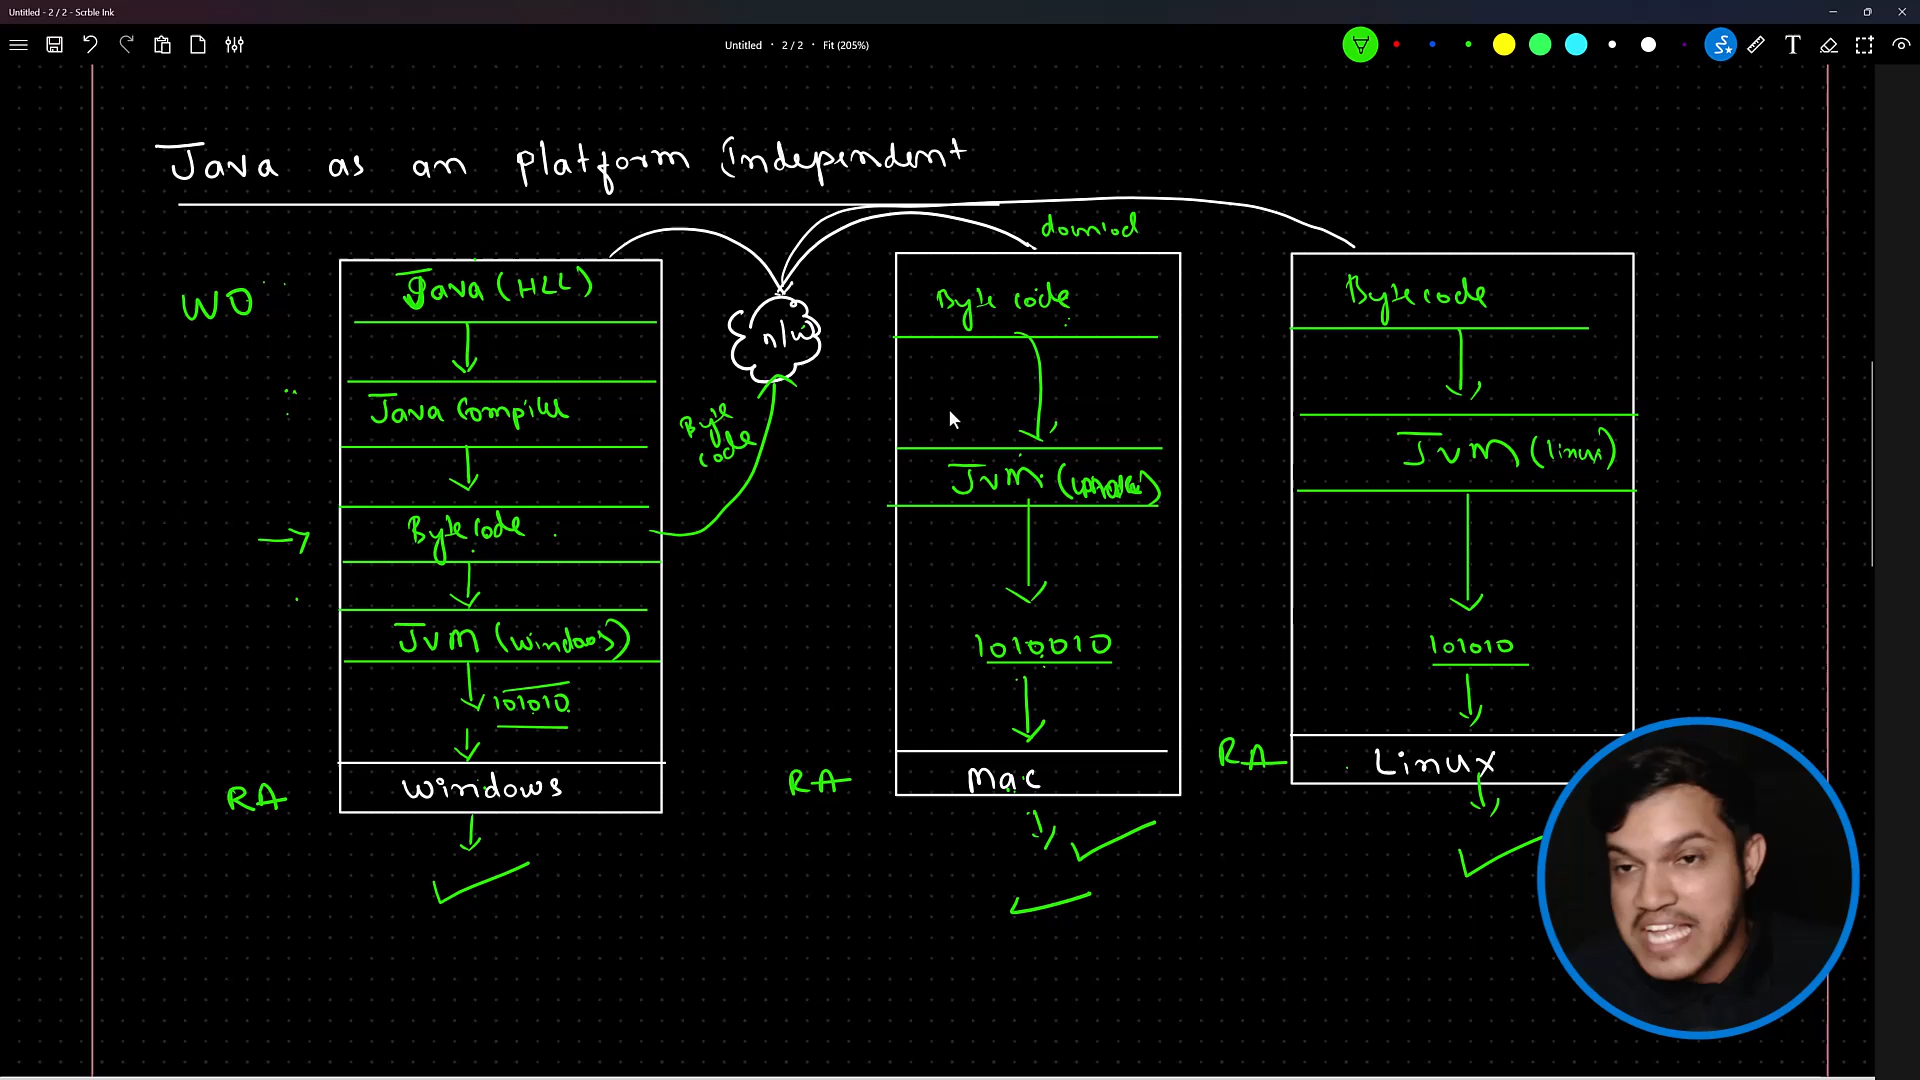 Untitled - 2 / 2 - Scrble Ink
Untitled · 2 / 2 · Fit (205%)
T
Java as an platform Independent
WO
Java (HLL)
Java Compiler
Byte code
JVM (windows)
101010
windows
RA
n/w
Byte
code
Byte code
JVM
1010010
Mac
RA
Byte code
JVM (linux)
101010
Linux
RA